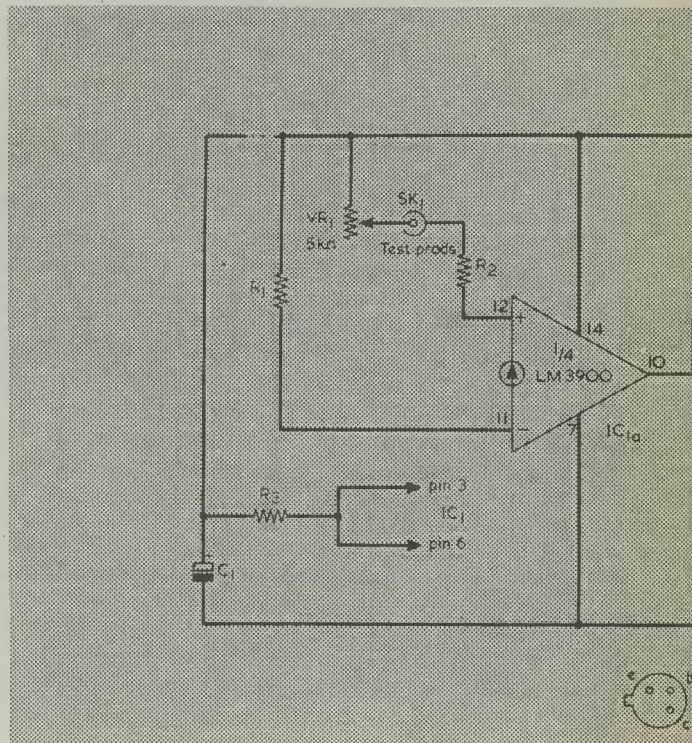 SK₁
VR₁
5kΩ
Test prods
R₂
R₁
12
+
14
1/4
LM3900
10
11
−
7
IC₁ₐ
R₃
pin 3
IC₁
pin 6
+
C₁
e
b
c